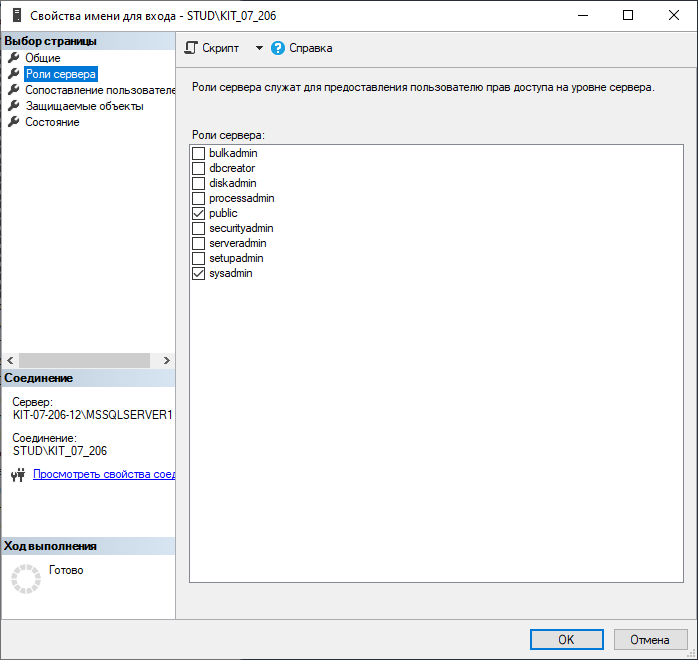 Свойства имени для входа - STUD\KIT_07_206
Выбор страницы
Общие
Роли сервера
Сопоставление пользователе
Защищаемые объекты
Состояние
Скрипт
Справка
Роли сервера служат для предоставления пользователю прав доступа на уровне сервера.
Роли сервера:
bulkadmin
dbcreator
diskadmin
processadmin
public
securityadmin
serveradmin
setupadmin
sysadmin
Соединение
Сервер:
KIT-07-206-12\MSSQLSERVER1
Соединение:
STUD\KIT_07_206
Просмотреть свойства соед
Ход выполнения
Готово
OK
Отмена